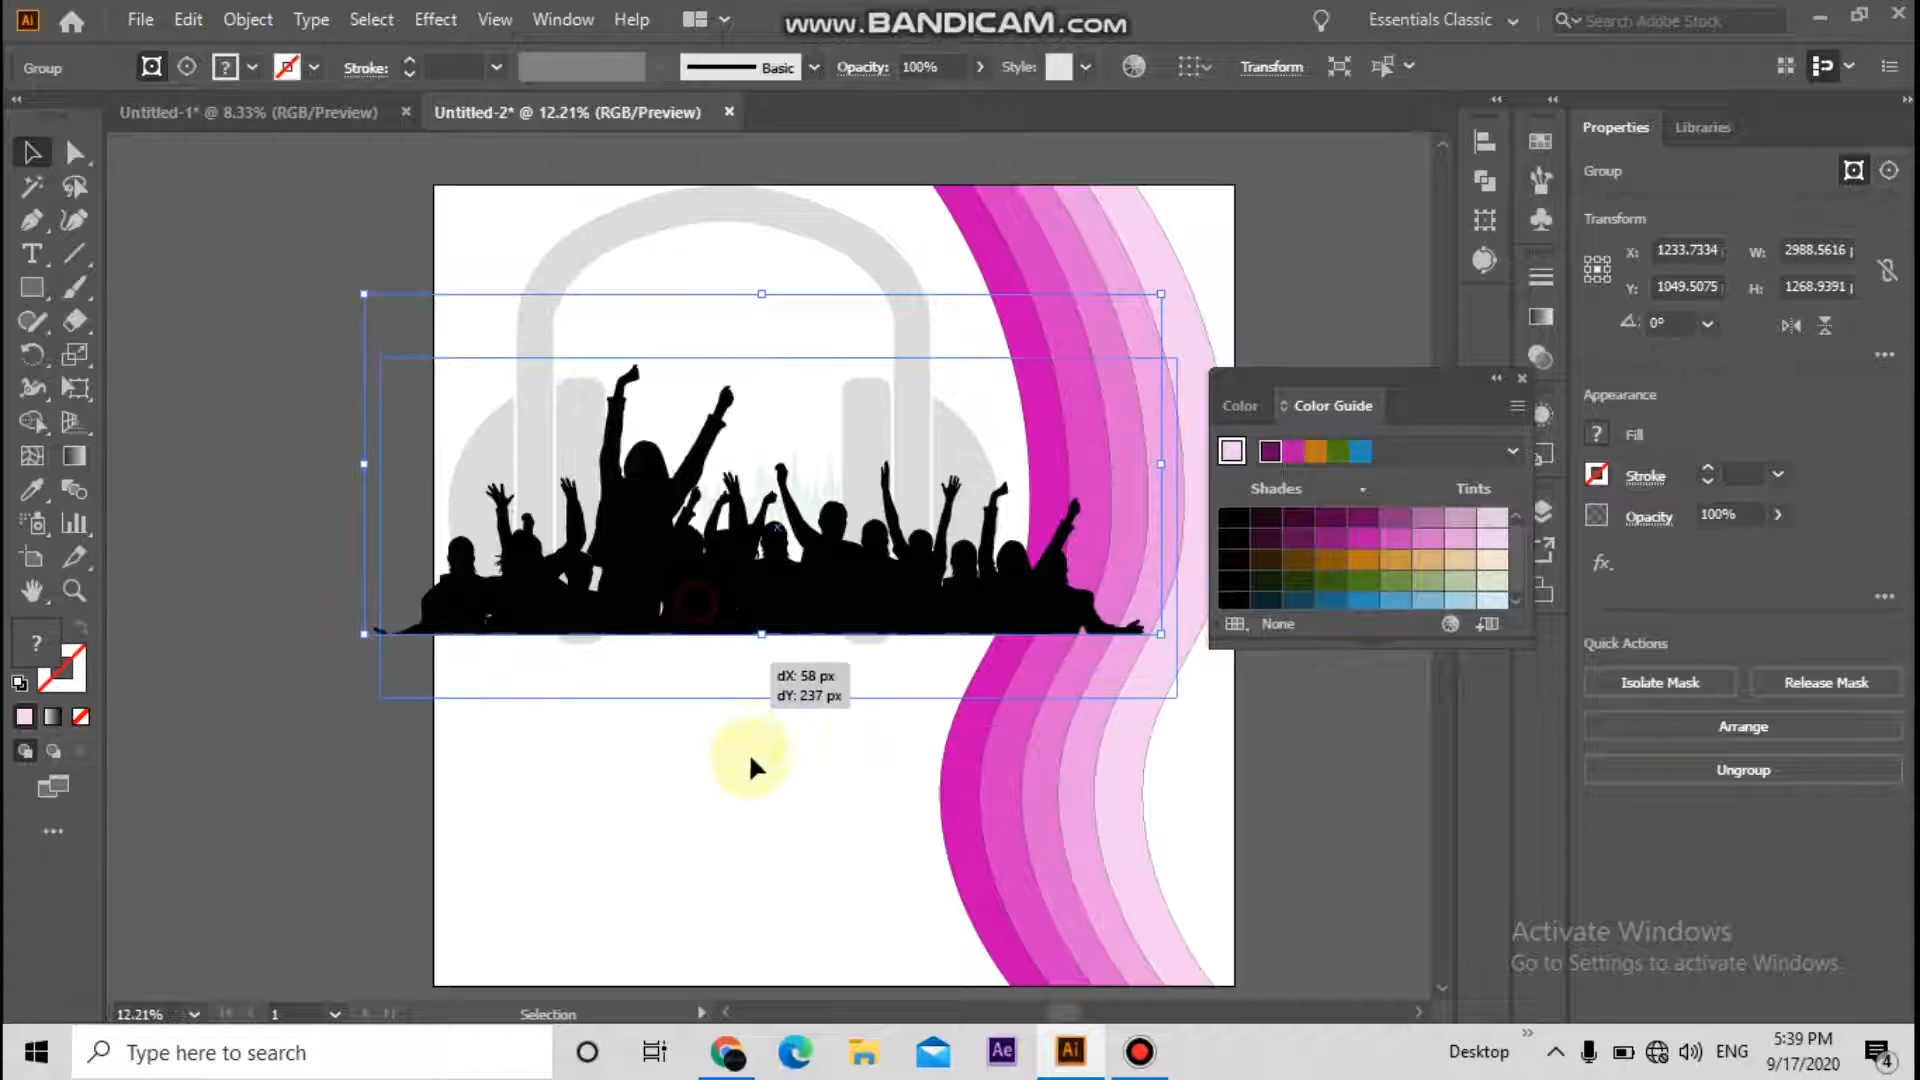 Ai File Edit Object Type Select Effect View Window Help
www.BANDICAM.com
Essentials Classic
Search Adobe Stock
Group ? Stroke: Basic Opacity: 100% Style: Transform
Untitled-1* @ 8.33% (RGB/Preview) × Untitled-2* @ 12.21% (RGB/Preview) ×
Properties Libraries
Group
Transform
X: 1233.7334 W: 2988.5616
Y: 1049.5075 H: 1268.9391
0°
Appearance
? Fill
Stroke
Opacity 100%
fx.
Quick Actions
Isolate Mask Release Mask
Arrange
Ungroup
Color Color Guide
Shades Tints
None
dX: 58 px
dY: 237 px
?
Activate Windows
Go to Settings to activate Windows.
12.21% 1 Selection
Type here to search
Ae Ai
Desktop
ENG
5:39 PM
9/17/2020
4